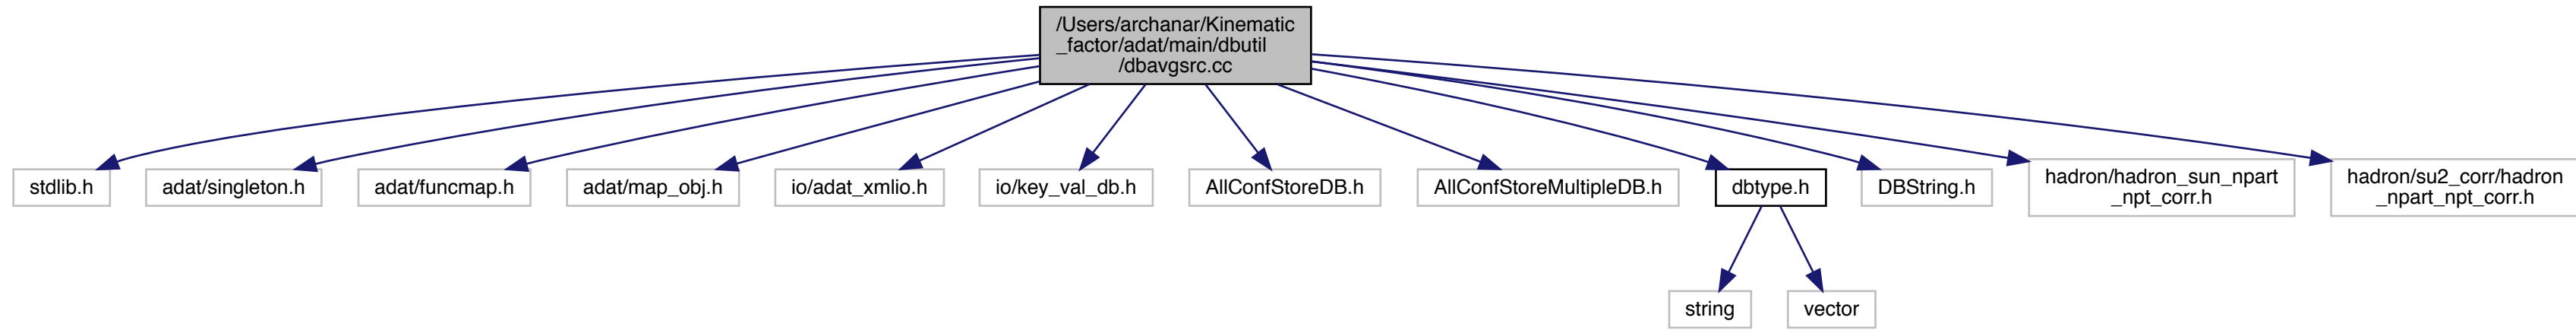 /Users/archanar/Kinematic
_factor/adat/main/dbutil
/dbavgsrc.cc
stdlib.h
adat/singleton.h
adat/funcmap.h
adat/map_obj.h
io/adat_xmlio.h
io/key_val_db.h
AllConfStoreDB.h
AllConfStoreMultipleDB.h
dbtype.h
DBString.h
hadron/hadron_sun_npart
_npt_corr.h
hadron/su2_corr/hadron
_npart_npt_corr.h
string
vector